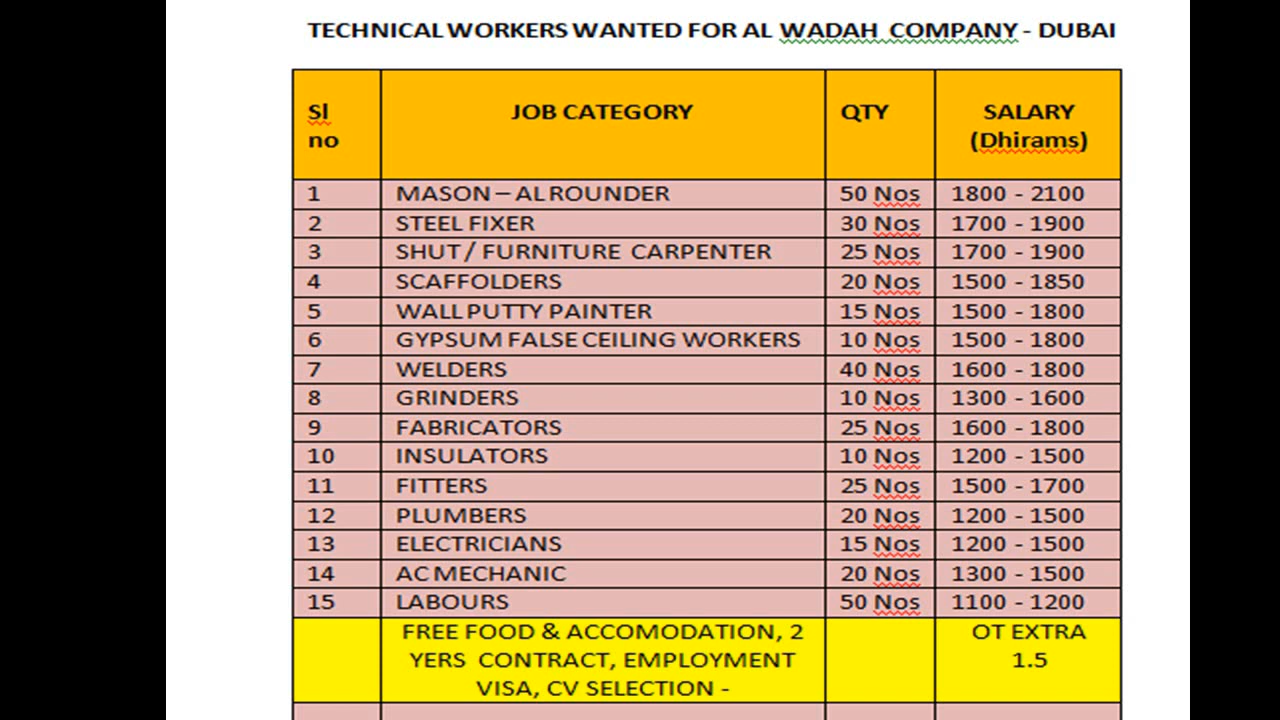 TECHNICAL WORKERS WANTED FOR AL WADAH COMPANY - DUBAI
Sl no JOB CATEGORY QTY SALARY (Dhirams)
1 MASON – AL ROUNDER 50 Nos 1800 - 2100
2 STEEL FIXER 30 Nos 1700 - 1900
3 SHUT / FURNITURE CARPENTER 25 Nos 1700 - 1900
4 SCAFFOLDERS 20 Nos 1500 - 1850
5 WALL PUTTY PAINTER 15 Nos 1500 - 1800
6 GYPSUM FALSE CEILING WORKERS 10 Nos 1500 - 1800
7 WELDERS 40 Nos 1600 - 1800
8 GRINDERS 10 Nos 1300 - 1600
9 FABRICATORS 25 Nos 1600 - 1800
10 INSULATORS 10 Nos 1200 - 1500
11 FITTERS 25 Nos 1500 - 1700
12 PLUMBERS 20 Nos 1200 - 1500
13 ELECTRICIANS 15 Nos 1200 - 1500
14 AC MECHANIC 20 Nos 1300 - 1500
15 LABOURS 50 Nos 1100 - 1200
FREE FOOD & ACCOMODATION, 2 OT EXTRA
YERS CONTRACT, EMPLOYMENT 1.5
VISA, CV SELECTION -